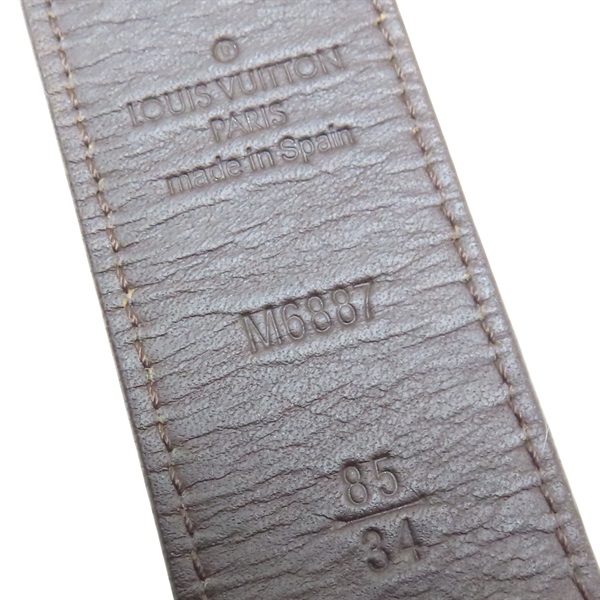 LOUIS VUITTON
PARIS
made in Spain
M6887
85
34